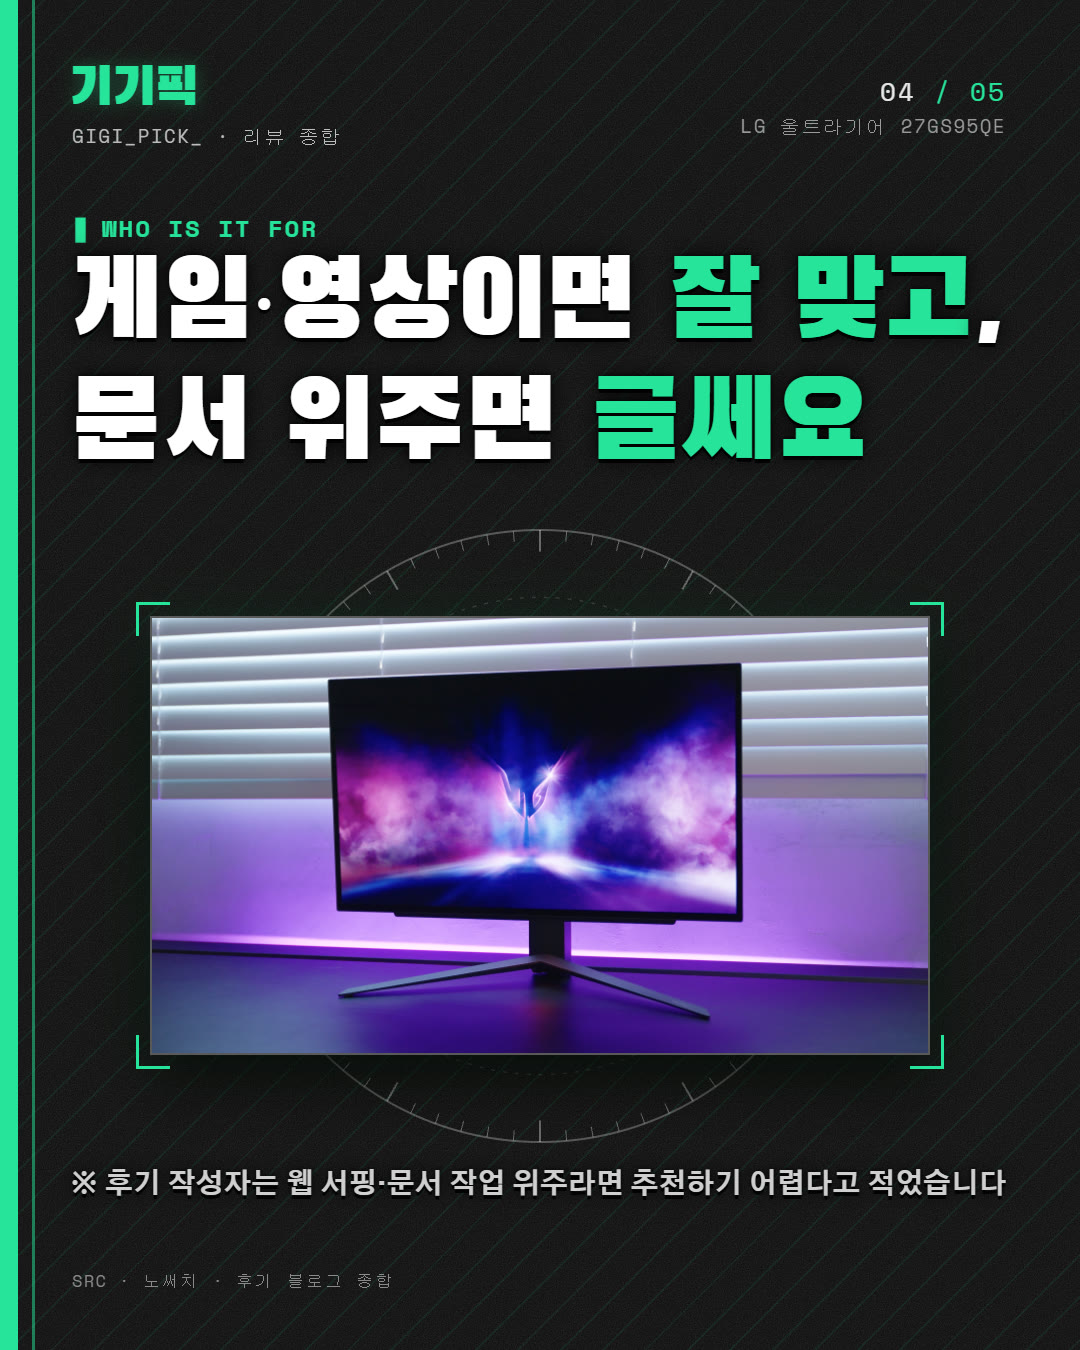 기기픽
GIGI_PICK_ · 리뷰 종합
04 / 05
LG 울트라기어 27GS95QE
WHO IS IT FOR
게임·영상이면 잘 맞고,
문서 위주면 글쎄요
※ 후기 작성자는 웹 서핑·문서 작업 위주라면 추천하기 어렵다고 적었습니다
SRC · 노써치 · 후기 블로그 종합